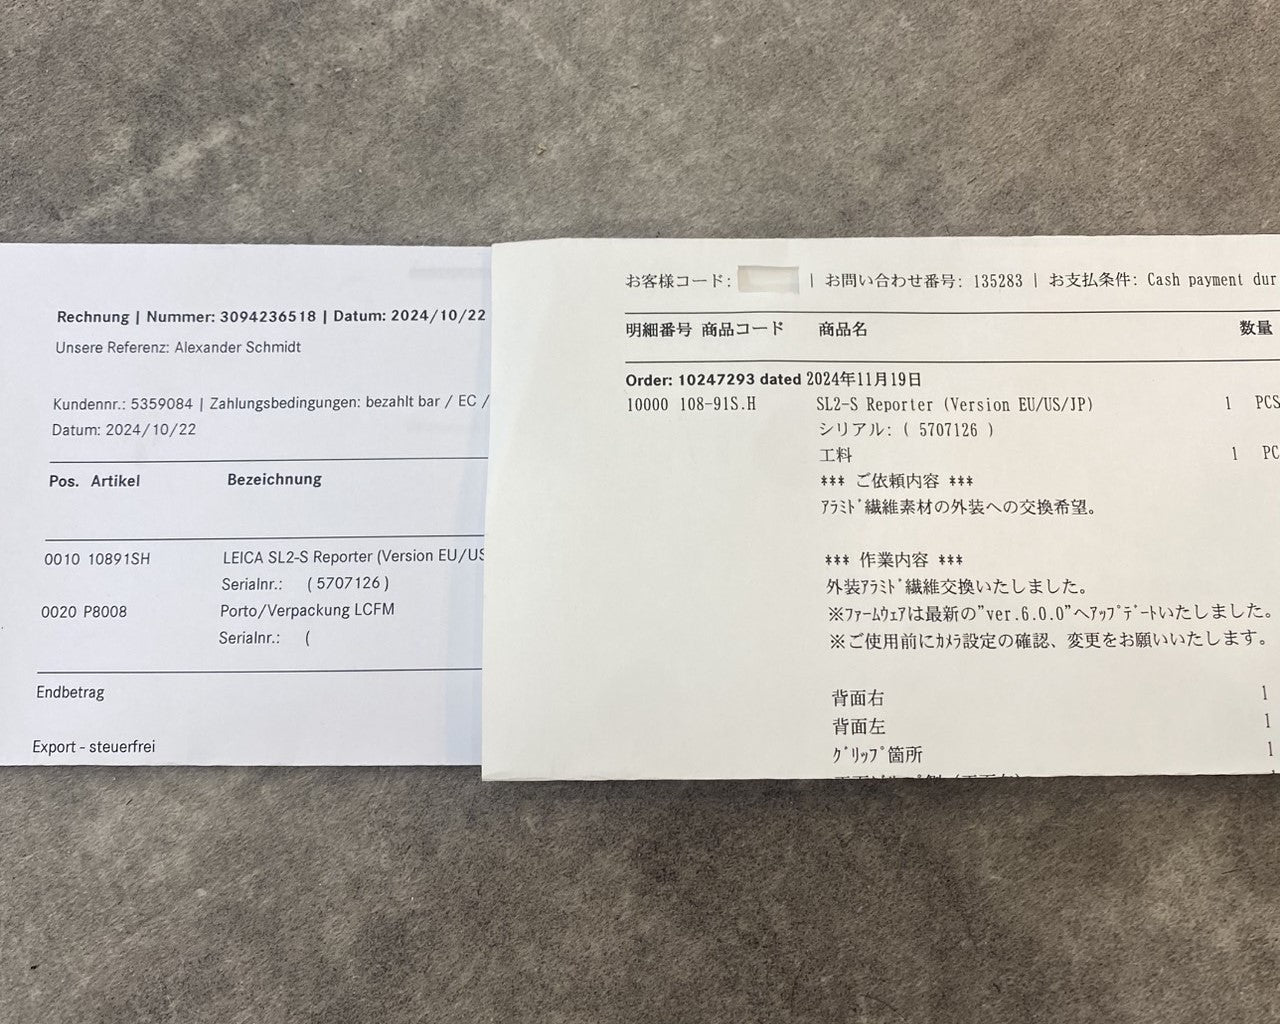 Rechnung | Nummer: 3094236518 | Datum: 2024/10/22
Unsere Referenz: Alexander Schmidt
Kundennr.: 5359084 | Zahlungsbedingungen: bezahlt bar / EC /
Datum: 2024/10/22
Pos. Artikel Bezeichnung
0010 10891SH LEICA SL2-S Reporter (Version EU/US
Serialnr.: ( 5707126 )
0020 P8008 Porto/Verpackung LCFM
Serialnr.: (
Endbetrag
Export - steuerfrei
お客様コード: | お問い合わせ番号: 135283 | お支払条件: Cash payment dur
明細番号 商品コード 商品名 数量
Order: 10247293 dated 2024年11月19日
10000 108-91S.H SL2-S Reporter (Version EU/US/JP) 1 PCS
シリアル: ( 5707126 )
工料 1 PC
*** ご依頼内容 ***
ｱﾗﾐﾄﾞ繊維素材の外装への交換希望。
*** 作業内容 ***
外装ｱﾗﾐﾄﾞ繊維交換いたしました。
※ﾌｧｰﾑｳｪｱは最新の"ver.6.0.0"へｱｯﾌﾟﾃﾞｰﾄいたしました。
※ご使用前にｶﾒﾗ設定の確認、変更をお願いいたします。
背面右 1
背面左 1
ｸﾞﾘｯﾌﾟ箇所 1